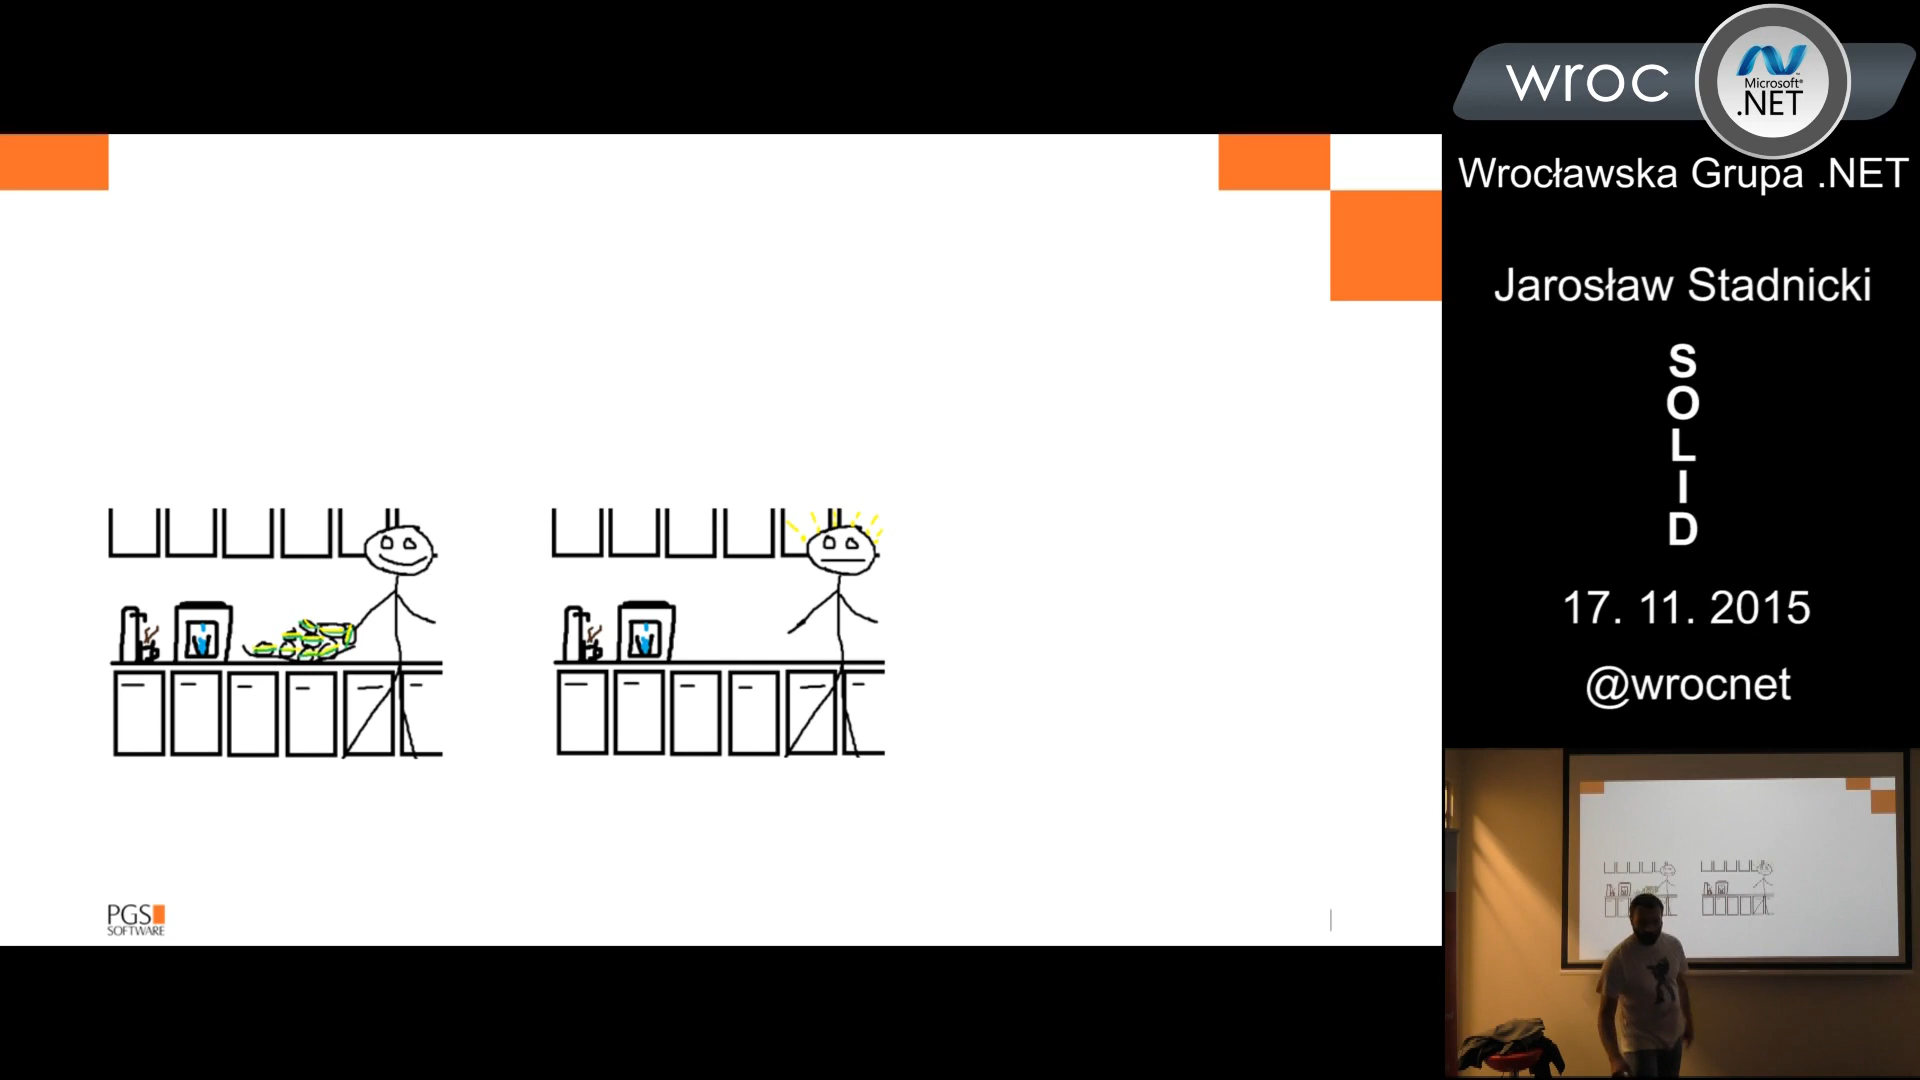 wroc
Microsoft
.NET
Wrocławska Grupa .NET
Jarosław Stadnicki
S
O
L
I
D
17. 11. 2015
@wrocnet
PGS
SOFTWARE